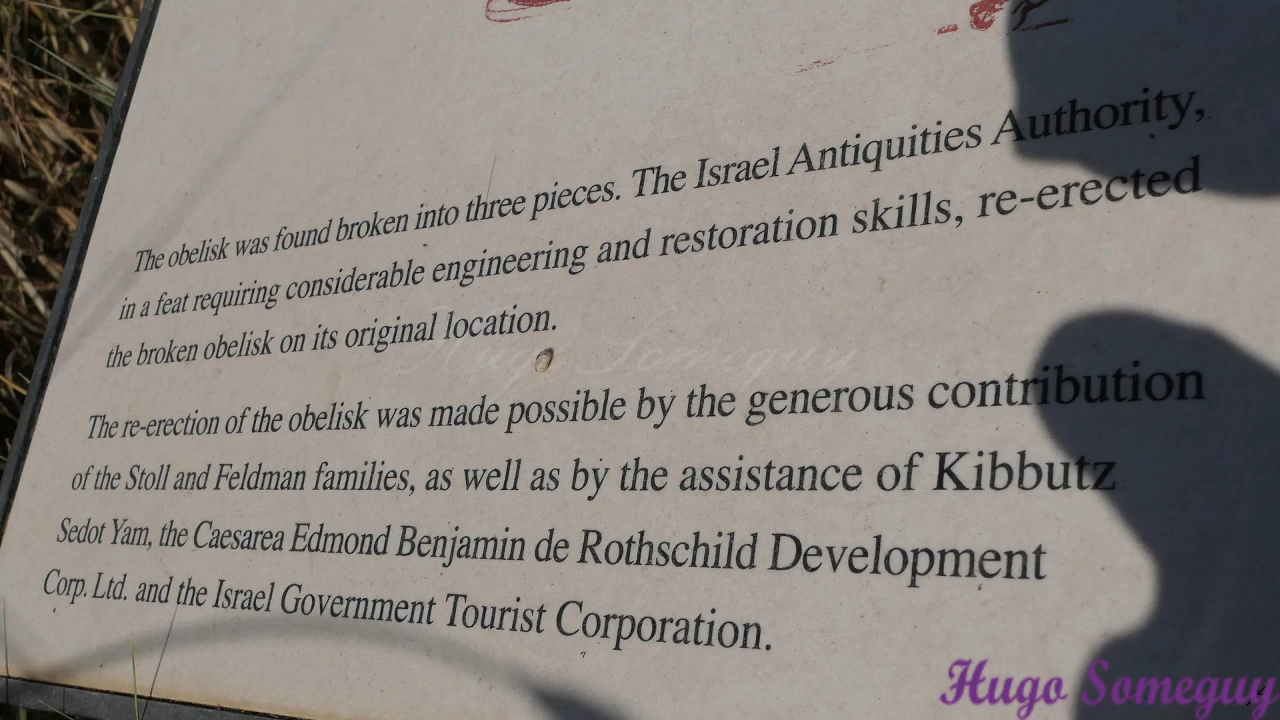 The obelisk was found broken into three pieces. The Israel Antiquities Authority,
in a feat requiring considerable engineering and restoration skills, re-erected
the broken obelisk on its original location.
Hugo Someguy
The re-erection of the obelisk was made possible by the generous contribution
of the Stoll and Feldman families, as well as by the assistance of Kibbutz
Sedot Yam, the Caesarea Edmond Benjamin de Rothschild Development
Corp. Ltd. and the Israel Government Tourist Corporation.
Hugo Someguy